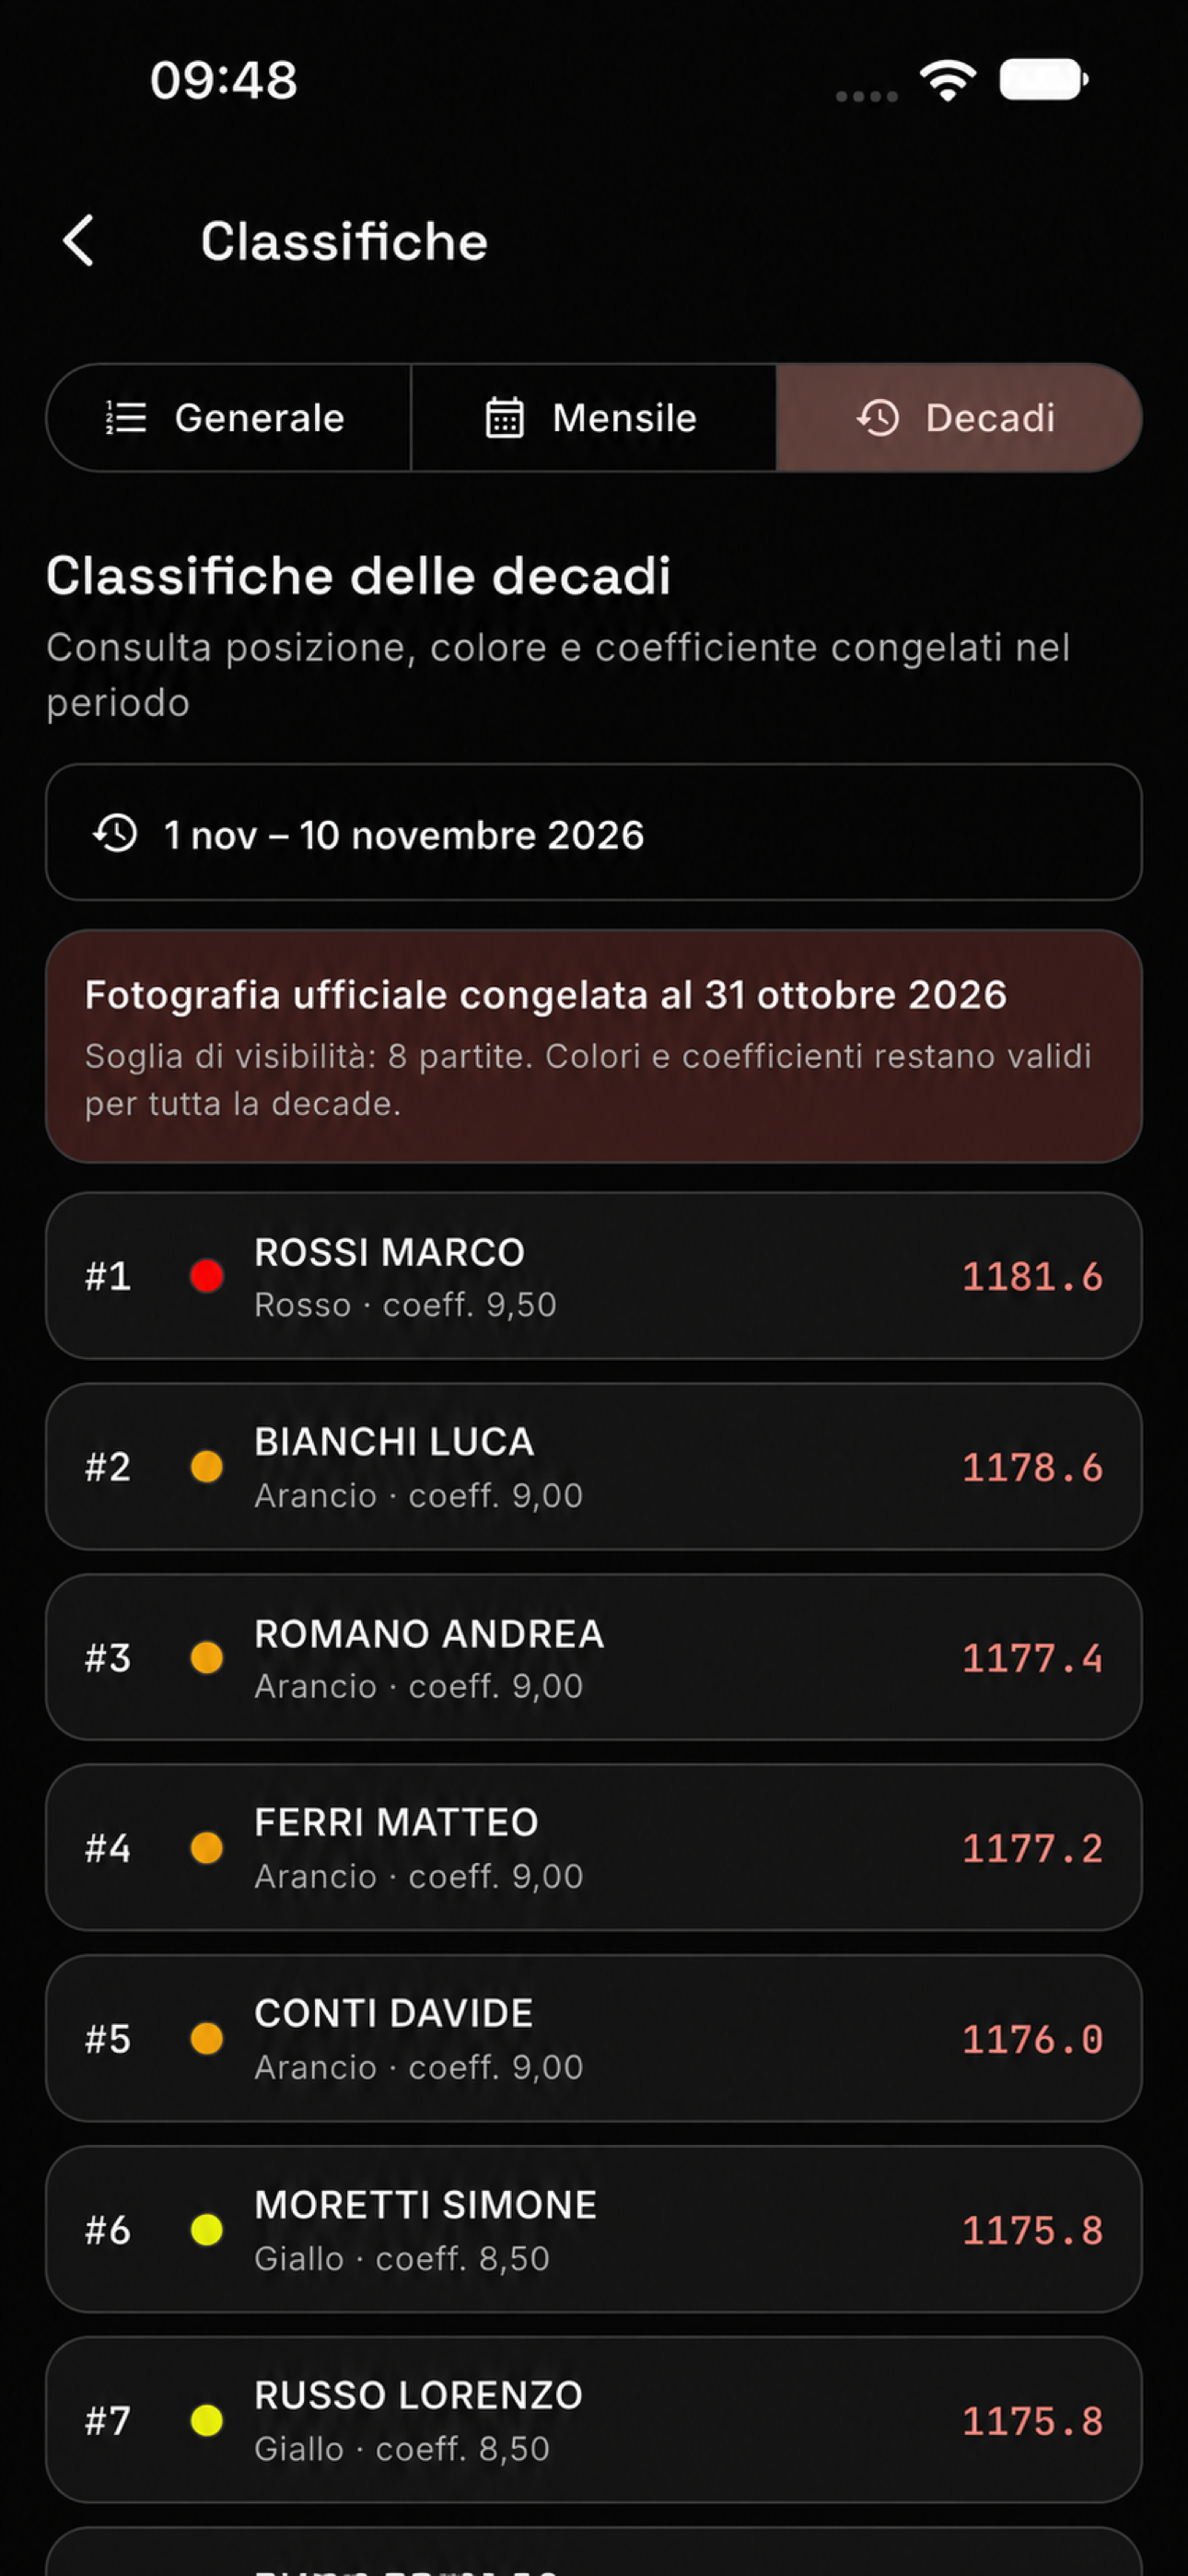 09:48
Classifiche
Generale
Mensile
Decadi
Classifiche delle decadi
Consulta posizione, colore e coefficiente congelati nel
periodo
1 nov – 10 novembre 2026
Fotografia ufficiale congelata al 31 ottobre 2026
Soglia di visibilità: 8 partite. Colori e coefficienti restano validi
per tutta la decade.
#1 ROSSI MARCO 1181.6
Rosso · coeff. 9,50
#2 BIANCHI LUCA 1178.6
Arancio · coeff. 9,00
#3 ROMANO ANDREA 1177.4
Arancio · coeff. 9,00
#4 FERRI MATTEO 1177.2
Arancio · coeff. 9,00
#5 CONTI DAVIDE 1176.0
Arancio · coeff. 9,00
#6 MORETTI SIMONE 1175.8
Giallo · coeff. 8,50
#7 RUSSO LORENZO 1175.8
Giallo · coeff. 8,50